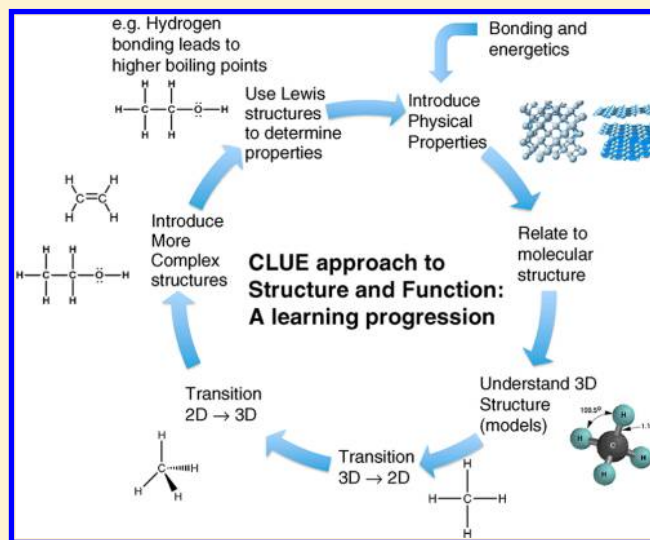 e.g. Hydrogen
bonding leads to
higher boiling points
Bonding and
energetics
Use Lewis
structures
to determine
properties
Introduce
Physical
Properties
H H
H C C O H
H H
H H
C=C
H H
Introduce
More
Complex
structures
H H
H C C O H
H H
CLUE approach to
Structure and Function:
A learning progression
Relate to
molecular
structure
Understand 3D
Structure
(models)
H
H C
H
H
Transition
2D → 3D
Transition
3D → 2D
H
C H
H H
H
H C H
H